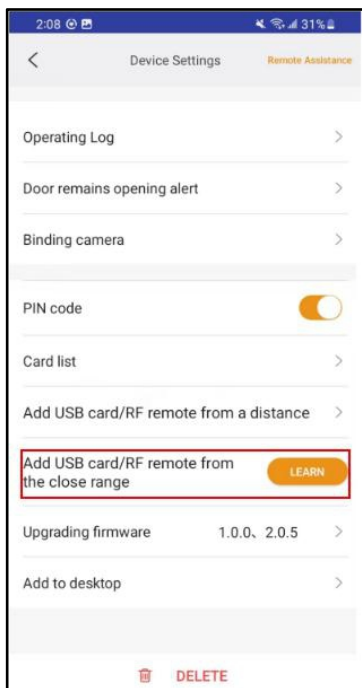 2:08 31%
Device Settings Remote Assistance
Operating Log
Door remains opening alert
Binding camera
PIN code
Card list
Add USB card/RF remote from a distance
Add USB card/RF remote from
the close range LEARN
Upgrading firmware 1.0.0、2.0.5
Add to desktop
DELETE